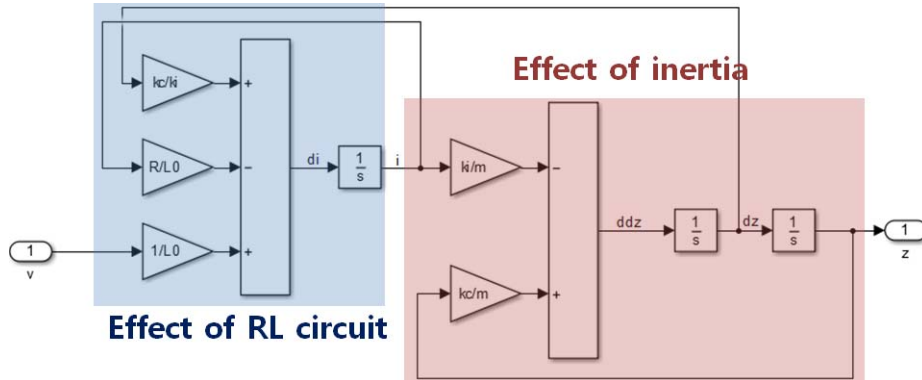 Effect of inertia
kc/ki
+
R/L0
−
di
1
s
i
ki/m
−
1/L0
+
1
v
ddz
1
s
dz
1
s
1
z
kc/m
+
Effect of RL circuit